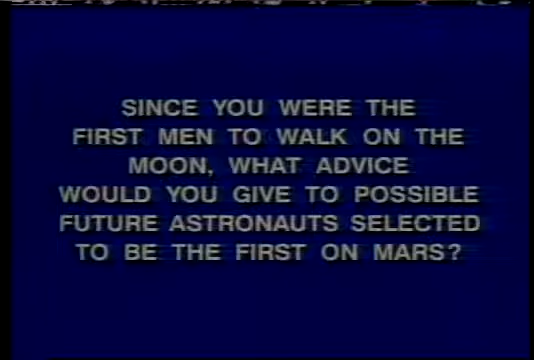 SINCE YOU WERE THE
FIRST MEN TO WALK ON THE
MOON, WHAT ADVICE
WOULD YOU GIVE TO POSSIBLE
FUTURE ASTRONAUTS SELECTED
TO BE THE FIRST ON MARS?